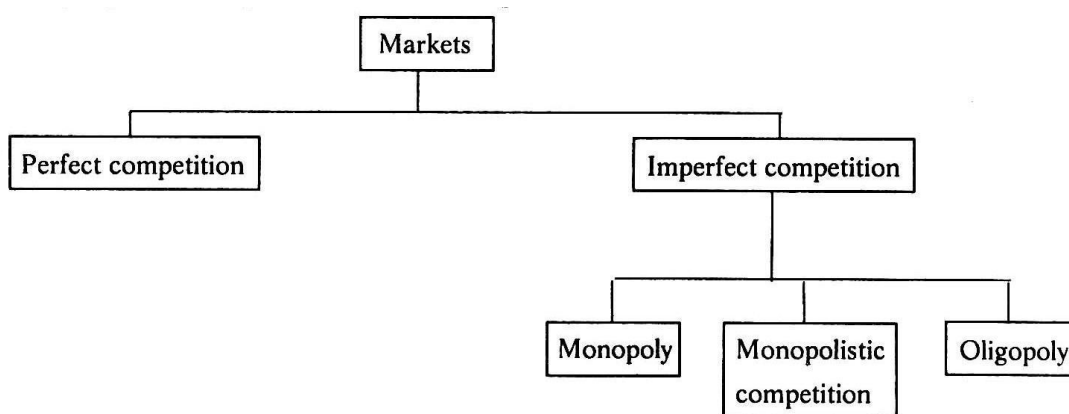 Markets
Perfect competition
Imperfect competition
Monopoly
Monopolistic
competition
Oligopoly